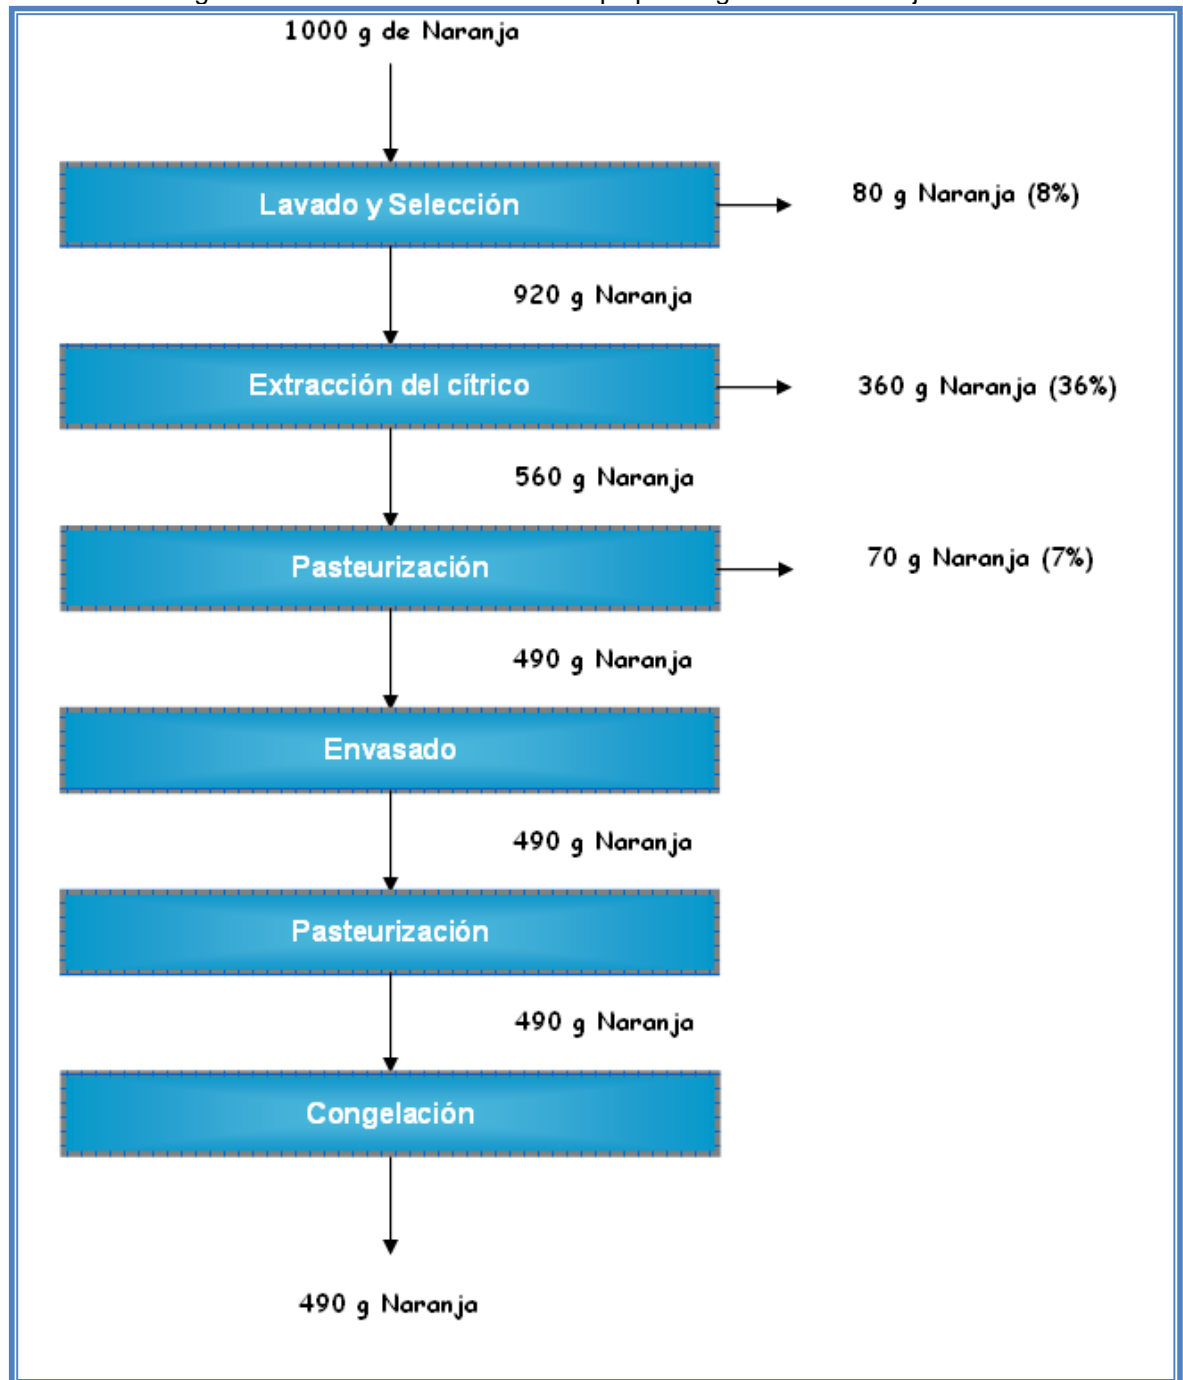 1000 g de Naranja
Lavado y Selección
80 g Naranja (8%)
920 g Naranja
Extracción del cítrico
360 g Naranja (36%)
560 g Naranja
Pasteurización
70 g Naranja (7%)
490 g Naranja
Envasado
490 g Naranja
Pasteurización
490 g Naranja
Congelación
490 g Naranja